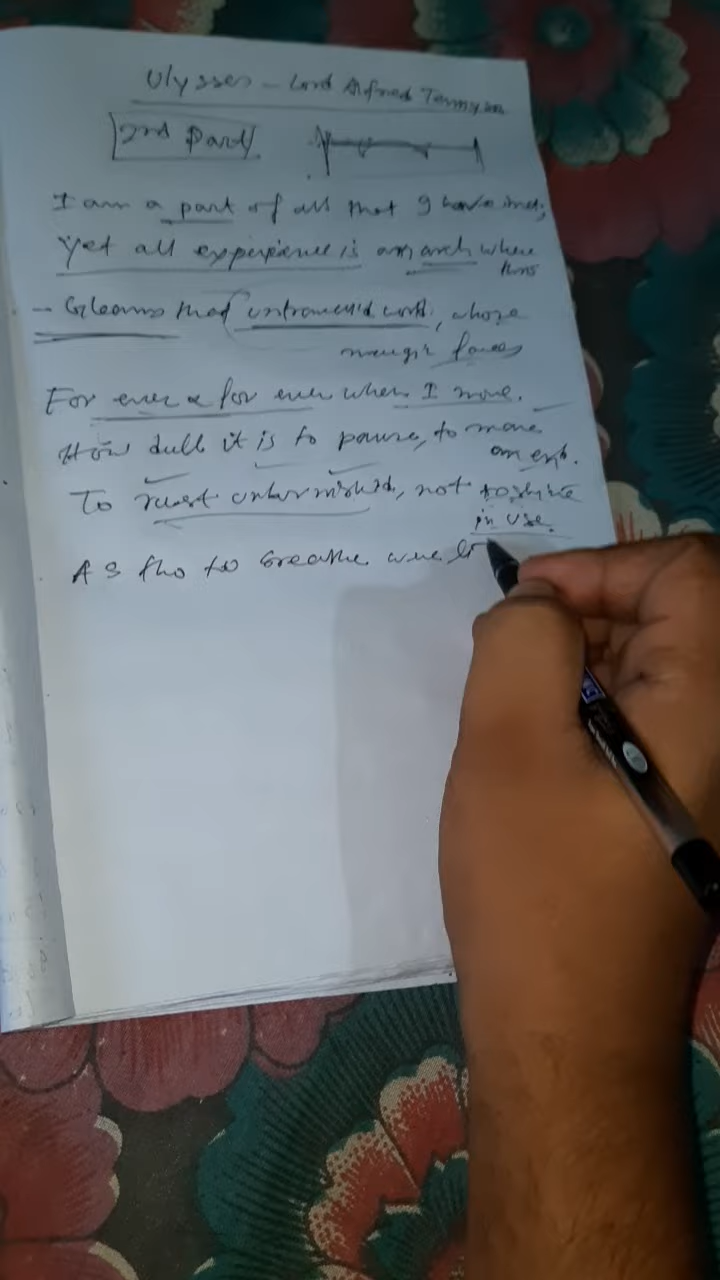 Ulysses - Lord Alfred Tennyson
2nd Part
I am a part of all that I have met;
Yet all experience is an arch where
thro
- Gleams that untravell'd world, whose
margin fades
For ever & for ever when I move.
How dull it is to pause, to make
an end.
To rust unburnished, not to shine
in use.
As tho to breathe were li